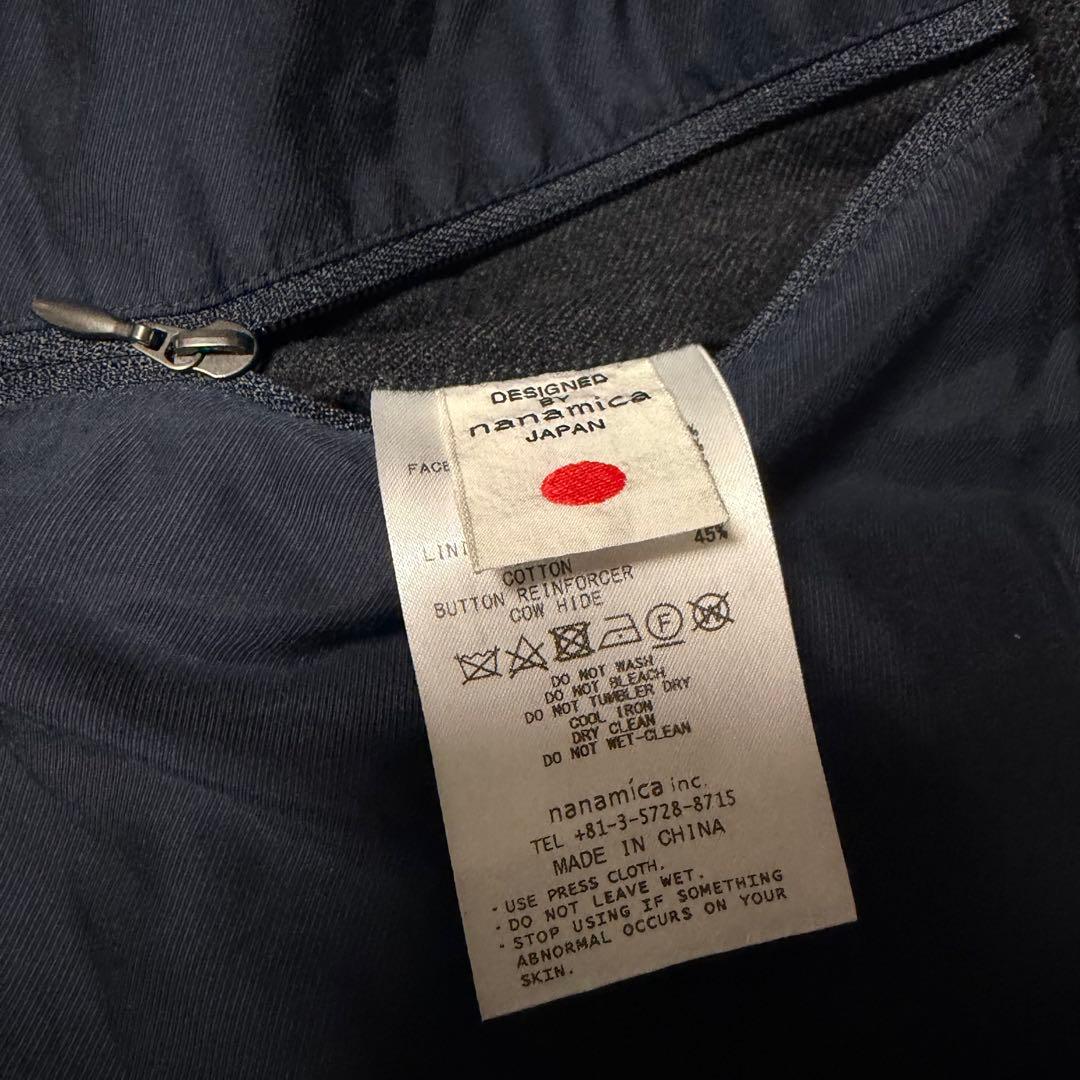 DESIGNED
BY
nanamica
JAPAN
FACE
LINI
45%
COTTON
BUTTON REINFORCER
COW HIDE
F
W
DO NOT WASH
DO NOT BLEACH
DO NOT TUMBLER DRY
COOL IRON
DRY CLEAN
DO NOT WET-CLEAN
nanamica inc.
TEL +81-3-5728-8715
MADE IN CHINA
・USE PRESS CLOTH.
・DO NOT LEAVE WET.
・STOP USING IF SOMETHING
ABNORMAL OCCURS ON YOUR
SKIN.